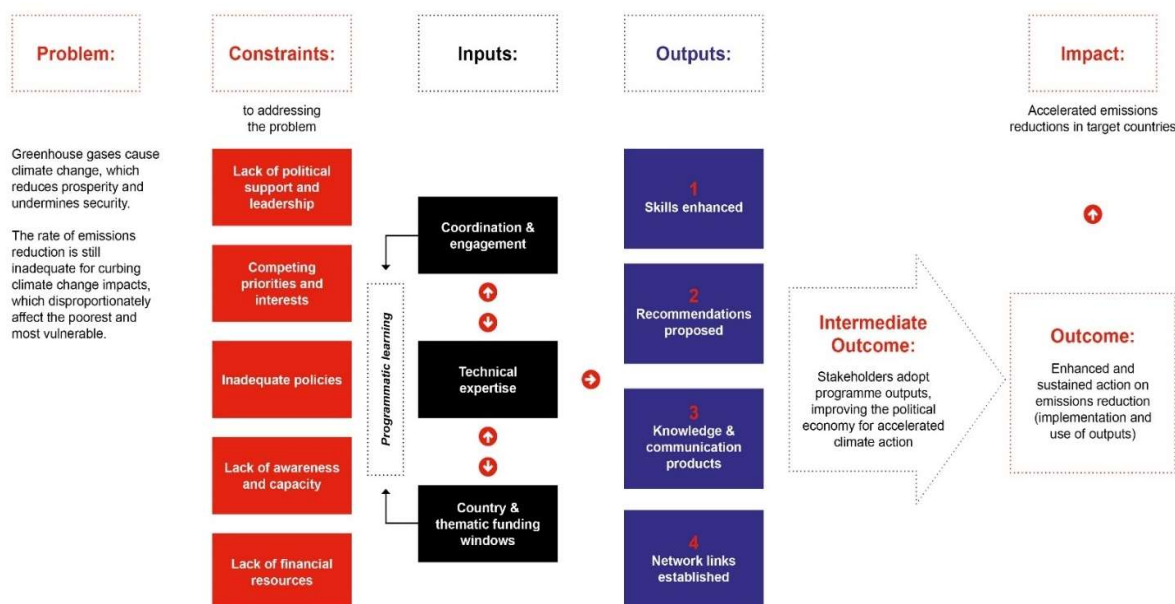 Problem:
Greenhouse gases cause
climate change, which
reduces prosperity and
undermines security.
The rate of emissions
reduction is still
inadequate for curbing
climate change impacts,
which disproportionately
affect the poorest and
most vulnerable.
Constraints:
to addressing
the problem
Lack of political
support and
leadership
Competing
priorities and
interests
Inadequate policies
Lack of awareness
and capacity
Lack of financial
resources
Inputs:
Programmatic learning
Coordination &
engagement
Technical
expertise
Country &
thematic funding
windows
Outputs:
1
Skills enhanced
2
Recommendations
proposed
3
Knowledge &
communication
products
4
Network links
established
Intermediate
Outcome:
Stakeholders adopt
programme outputs,
improving the political
economy for accelerated
climate action
Impact:
Accelerated emissions
reductions in target countries
Outcome:
Enhanced and
sustained action on
emissions reduction
(implementation and
use of outputs)